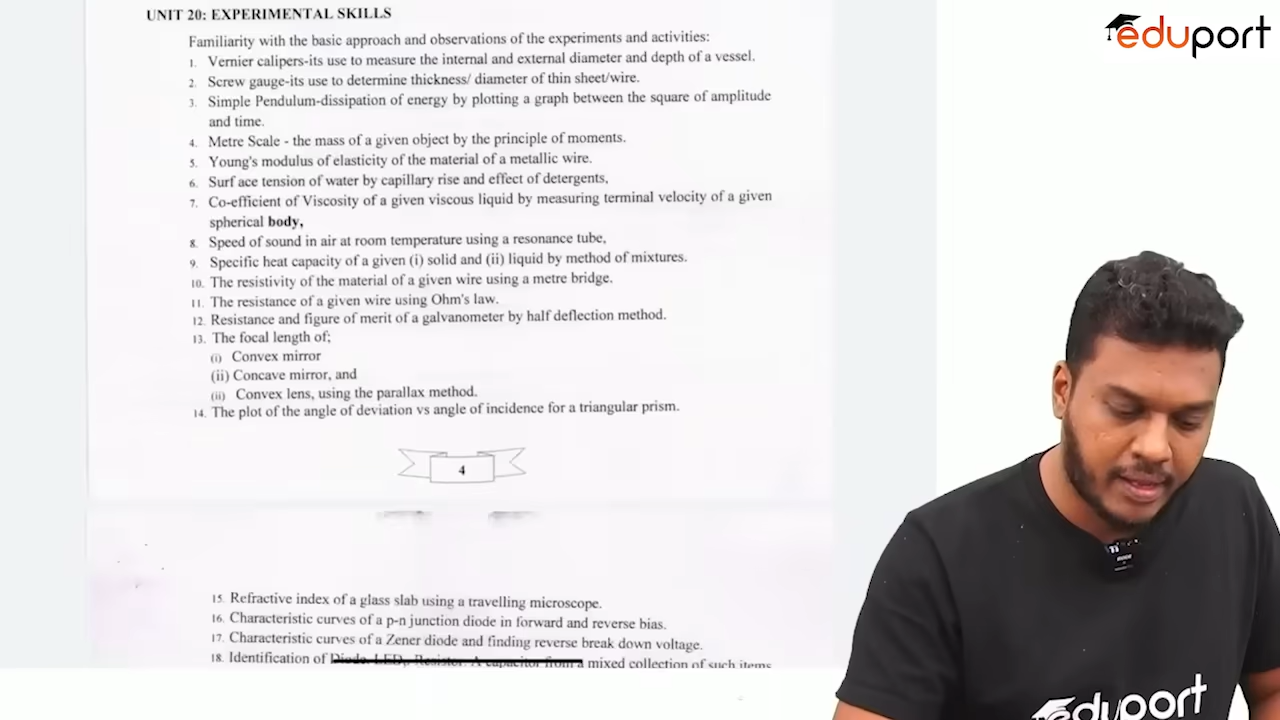 UNIT 20: EXPERIMENTAL SKILLS
eduport
Familiarity with the basic approach and observations of the experiments and activities:
1. Vernier calipers-its use to measure the internal and external diameter and depth of a vessel.
2. Screw gauge-its use to determine thickness/ diameter of thin sheet/wire.
3. Simple Pendulum-dissipation of energy by plotting a graph between the square of amplitude
and time.
4. Metre Scale - the mass of a given object by the principle of moments.
5. Young's modulus of elasticity of the material of a metallic wire.
6. Surf ace tension of water by capillary rise and effect of detergents,
7. Co-efficient of Viscosity of a given viscous liquid by measuring terminal velocity of a given
spherical body,
8. Speed of sound in air at room temperature using a resonance tube,
9. Specific heat capacity of a given (i) solid and (ii) liquid by method of mixtures.
10. The resistivity of the material of a given wire using a metre bridge.
11. The resistance of a given wire using Ohm's law.
12. Resistance and figure of merit of a galvanometer by half deflection method.
13. The focal length of;
(i) Convex mirror
(ii) Concave mirror, and
(ii) Convex lens, using the parallax method.
14. The plot of the angle of deviation vs angle of incidence for a triangular prism.
4
15. Refractive index of a glass slab using a travelling microscope.
16. Characteristic curves of a p-n junction diode in forward and reverse bias.
17. Characteristic curves of a Zener diode and finding reverse break down voltage.
18. Identification of Diode, LED, Resistor. A capacitor from a mixed collection of such items
eduport